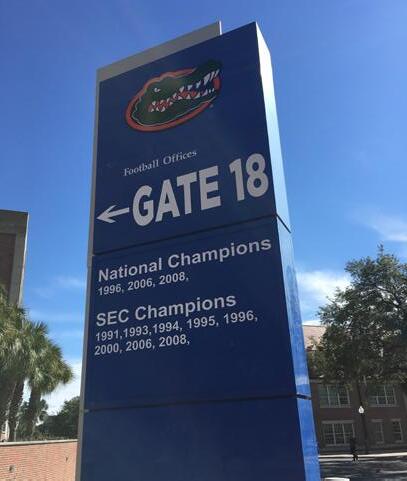 Football Offices
←GATE 18
National Champions
1996, 2006, 2008,
SEC Champions
1991,1993,1994, 1995, 1996,
2000, 2006, 2008,